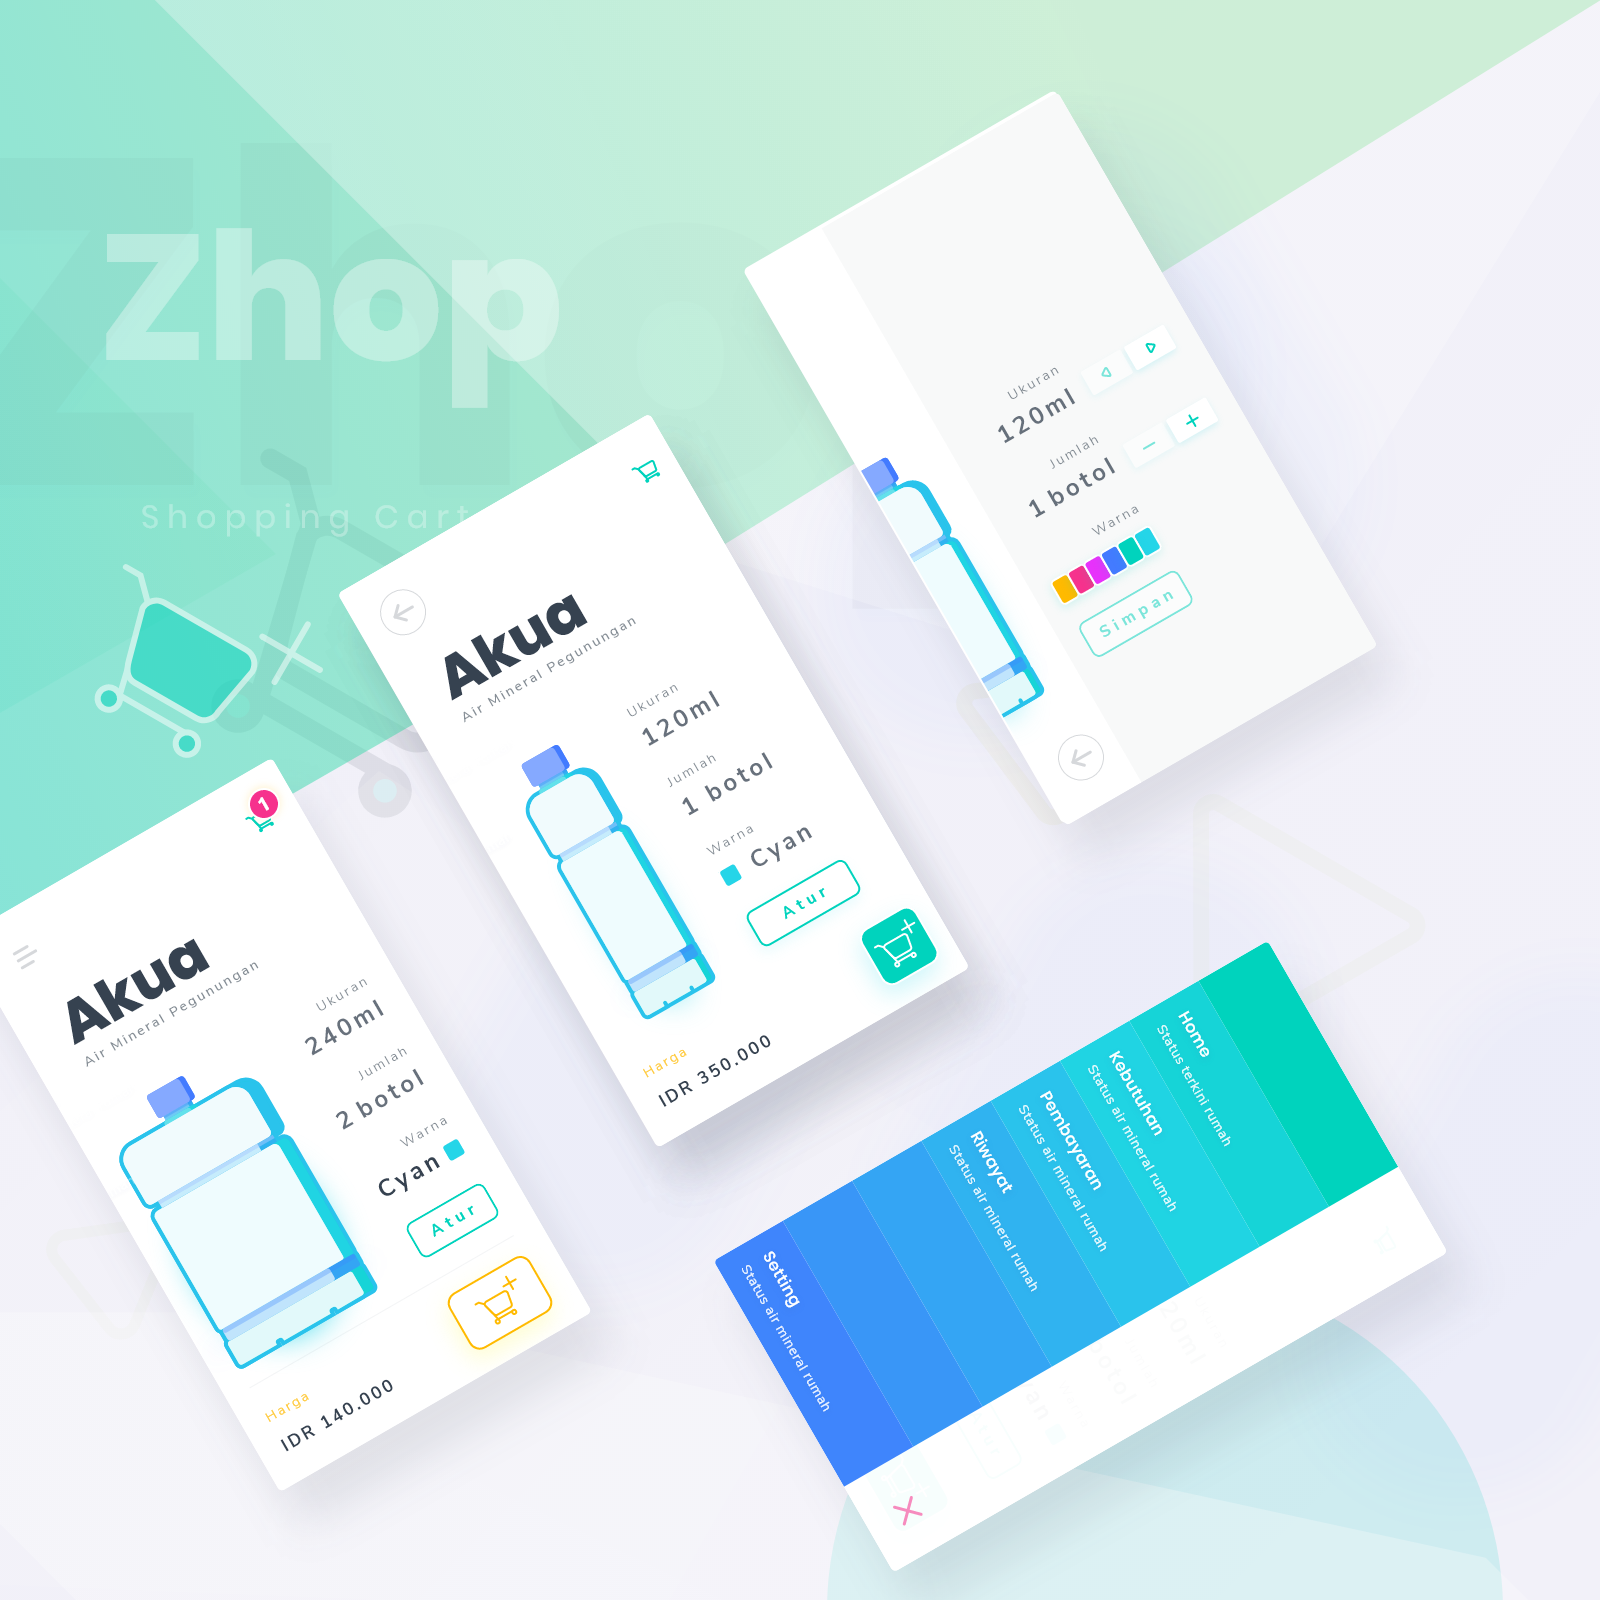 Zhop
Shopping Cart
1
Akua
Air Mineral Pegunungan
Ukuran
240ml
Jumlah
2 botol
Warna
Cyan
Atur
Harga
IDR 140.000
Akua
Air Mineral Pegunungan
Ukuran
120ml
Jumlah
1 botol
Warna
Cyan
Atur
Harga
IDR 350.000
Ukuran
120ml
Jumlah
1 botol
Warna
Simpan
Home
Status terkini rumah
Kebutuhan
Status air mineral rumah
Pembayaran
Status air mineral rumah
Riwayat
Status air mineral rumah
Setting
Status air mineral rumah